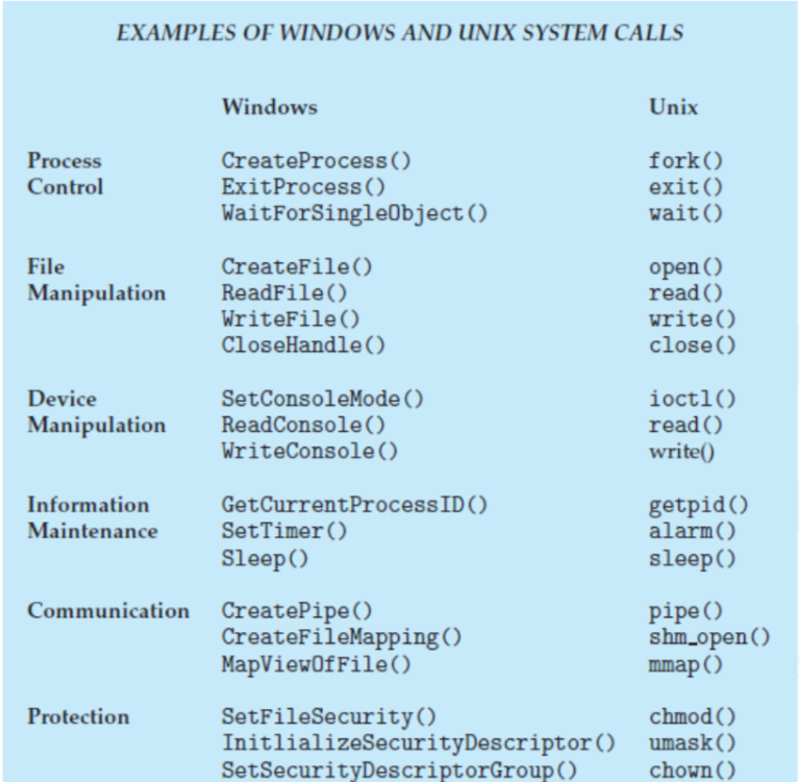 EXAMPLES OF WINDOWS AND UNIX SYSTEM CALLS
Windows Unix
Process CreateProcess() fork()
Control ExitProcess() exit()
WaitForSingleObject() wait()
File CreateFile() open()
Manipulation ReadFile() read()
WriteFile() write()
CloseHandle() close()
Device SetConsoleMode() ioctl()
Manipulation ReadConsole() read()
WriteConsole() write()
Information GetCurrentProcessID() getpid()
Maintenance SetTimer() alarm()
Sleep() sleep()
Communication CreatePipe() pipe()
CreateFileMapping() shm_open()
MapViewOfFile() mmap()
Protection SetFileSecurity() chmod()
InitlializeSecurityDescriptor() umask()
SetSecurityDescriptorGroup() chown()